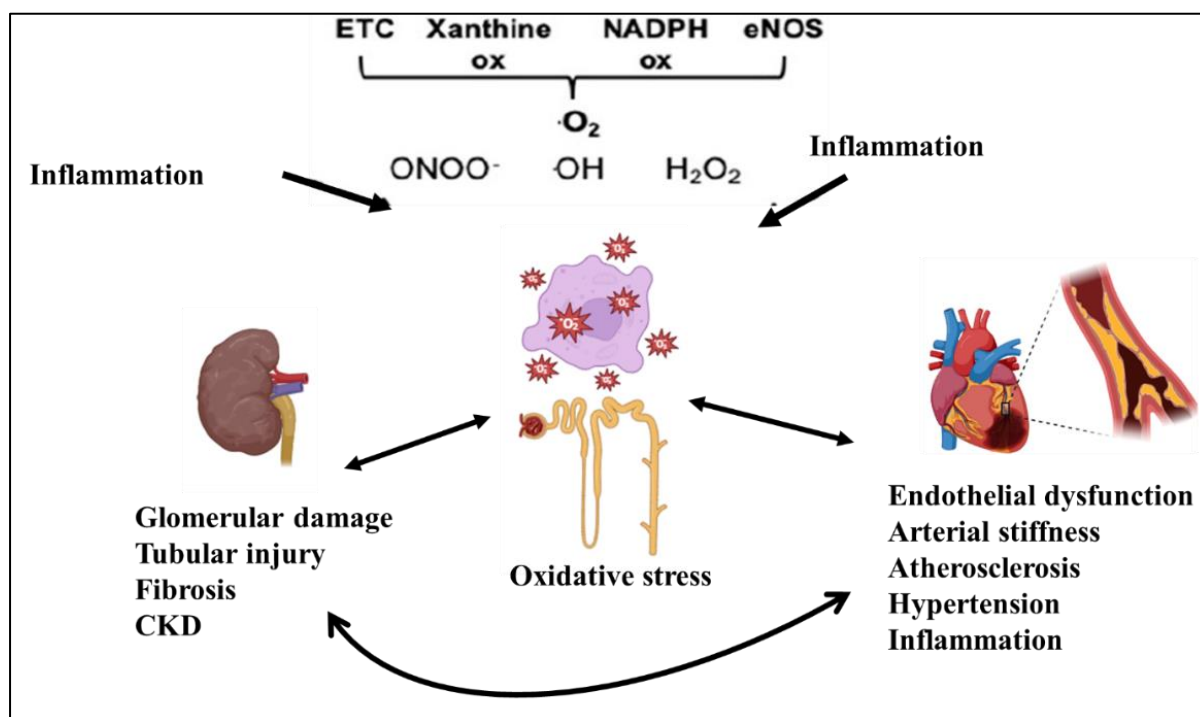 ETC Xanthine ox NADPH ox eNOS
·O₂
ONOO⁻ ·OH H₂O₂
Inflammation
Inflammation
·O₂⁻
Glomerular damage
Tubular injury
Fibrosis
CKD
Oxidative stress
Endothelial dysfunction
Arterial stiffness
Atherosclerosis
Hypertension
Inflammation